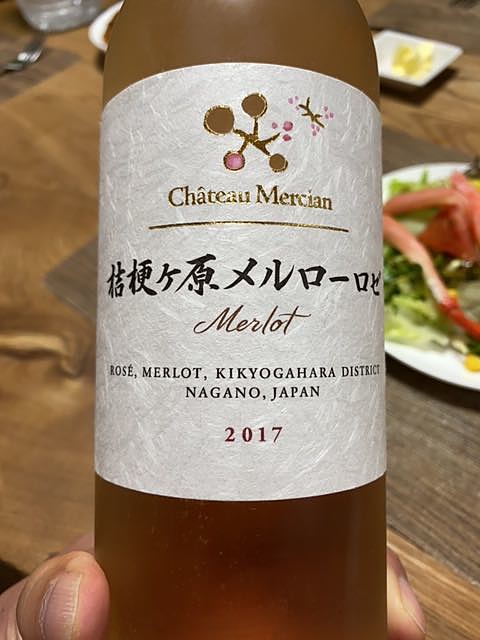 Château Mercian
桔梗ヶ原メルローロゼ
Merlot
ROSÉ, MERLOT, KIKYOGAHARA DISTRICT
NAGANO, JAPAN
2017